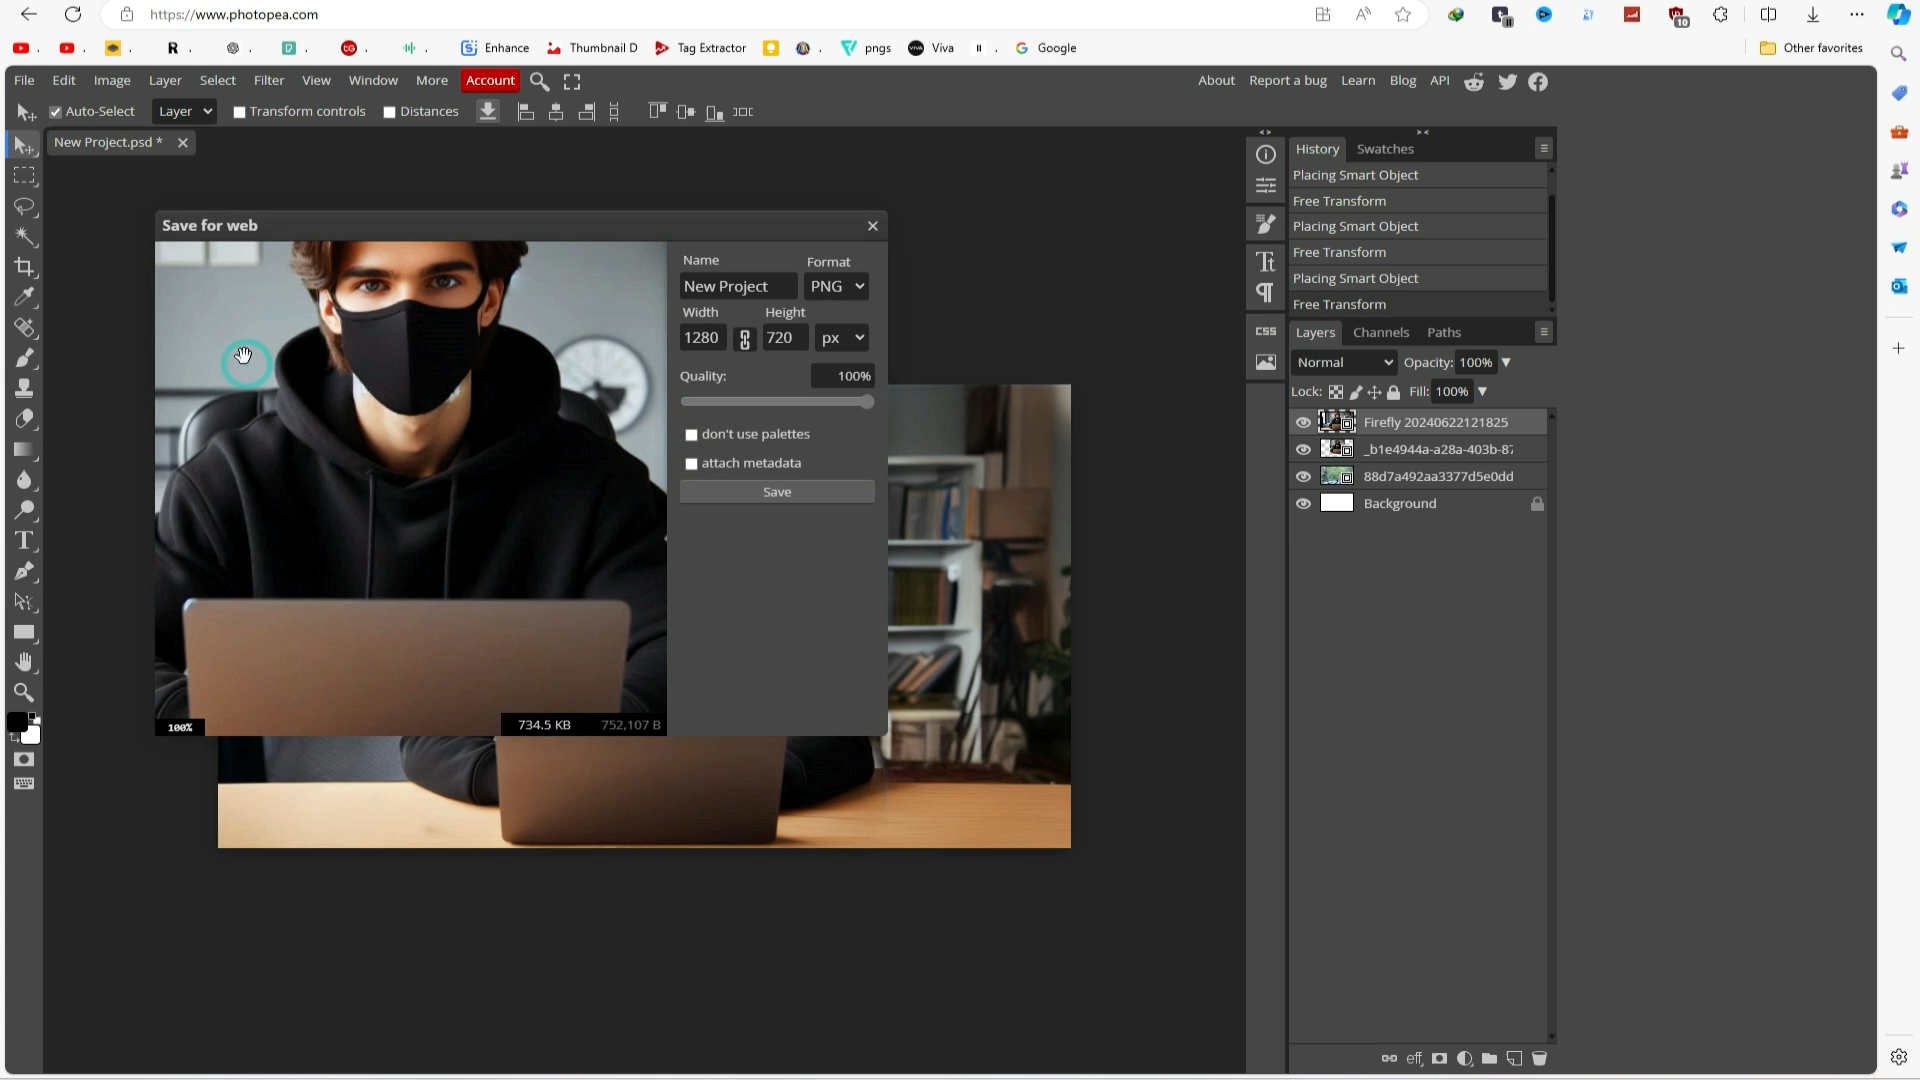 https://www.photopea.com
Enhance Thumbnail D Tag Extractor pngs Viva Google Other favorites
File Edit Image Layer Select Filter View Window More Account About Report a bug Learn Blog API
Auto-Select Layer Transform controls Distances
New Project.psd *
History Swatches
Placing Smart Object
Free Transform
Placing Smart Object
Free Transform
Placing Smart Object
Free Transform
Save for web
Name Format
New Project PNG
Width Height
1280 720 px
Quality: 100%
don't use palettes
attach metadata
Save
100% 734.5 KB 752,107 B
CSS
Layers Channels Paths
Normal Opacity: 100%
Lock: Fill: 100%
Firefly 20240622121825
_b1e4944a-a28a-403b-87
88d7a492aa3377d5e0dd
Background
eff